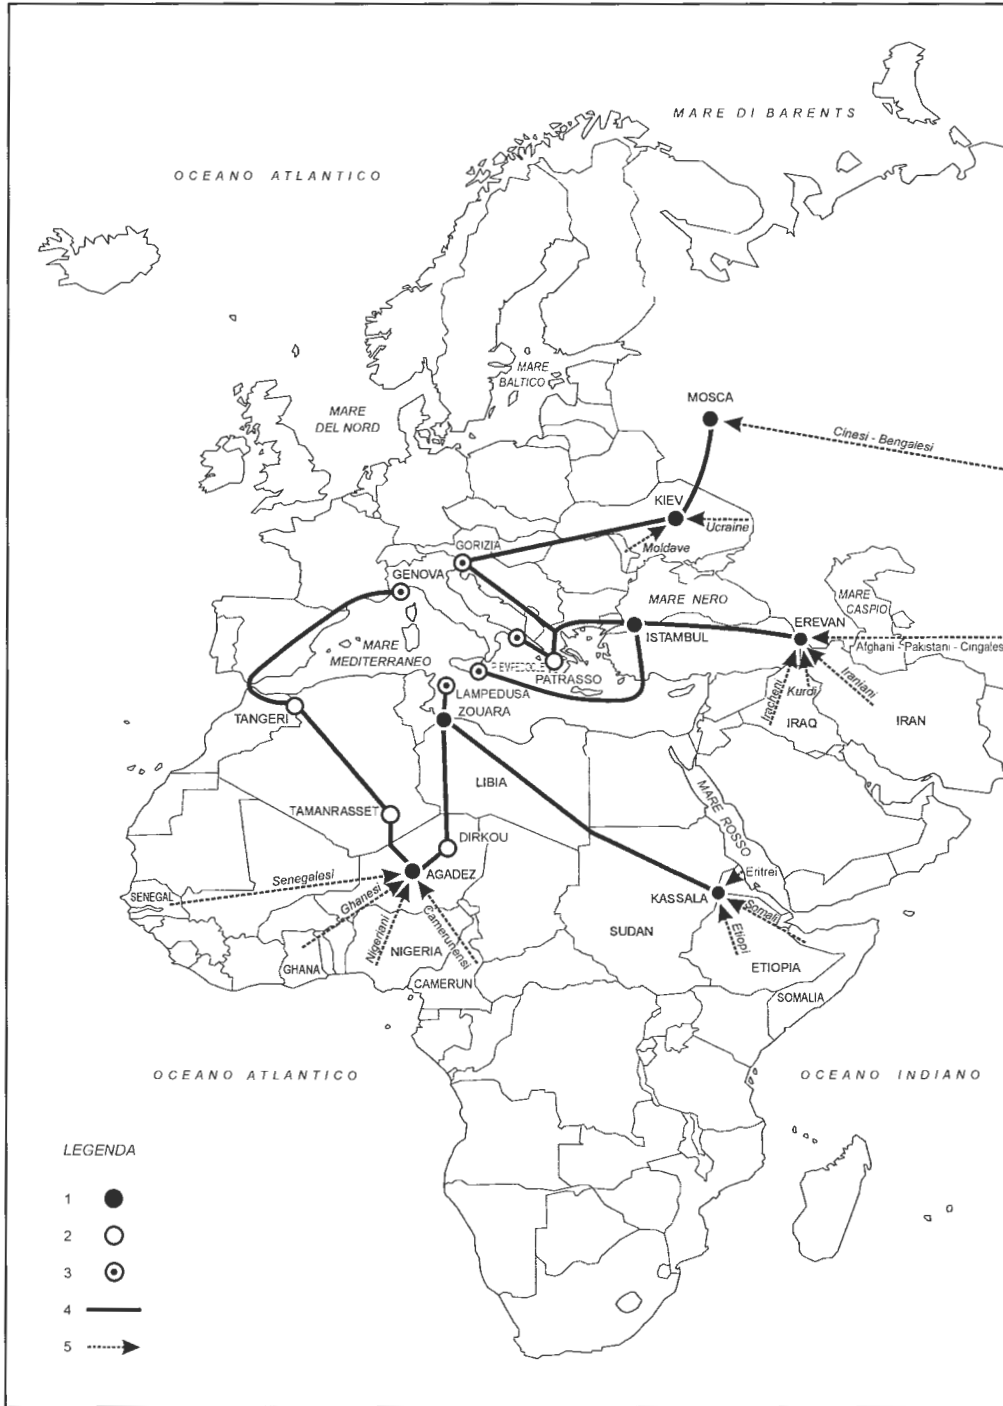 MARE DI BARENTS
OCEANO ATLANTICO
MARE
BALTICO
MOSCA
MARE
DEL NORD
Cinesi - Bengalesi
KIEV
Ucraine
Moldave
GORIZIA
GENOVA
MARE NERO
MARE
CASPIO
EREVAN
ISTAMBUL
Afghani - Pakistani - Cingales
MARE
MEDITERRANEO
PATRASSO
LAMPEDUSA
ZOUARA
Iracheni
Kurdi
Iraniani
IRAQ
IRAN
TANGERI
LIBIA
MARE ROSSO
TAMANRASSET
DIRKOU
AGADEZ
Senegalesi
Ghanesi
Nigeriani
Camerunensi
SENEGAL
GHANA
NIGERIA
CAMERUN
Eritrei
KASSALA
Somali
Etiopi
SUDAN
ETIOPIA
SOMALIA
OCEANO ATLANTICO
OCEANO INDIANO
LEGENDA
1
2
3
4
5